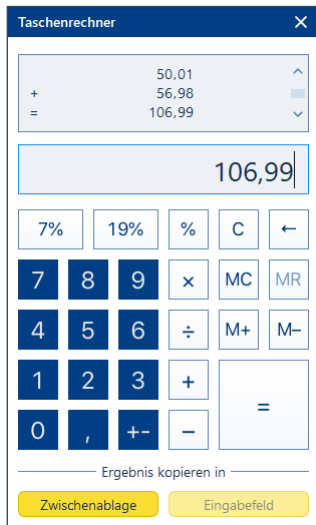 Taschenrechner ×
50,01
+ 56,98
= 106,99
106,99
7% 19% % C ←
7 8 9 × MC MR
4 5 6 ÷ M+ M–
1 2 3 +
=
0 , +- –
Ergebnis kopieren in
Zwischenablage Eingabefeld